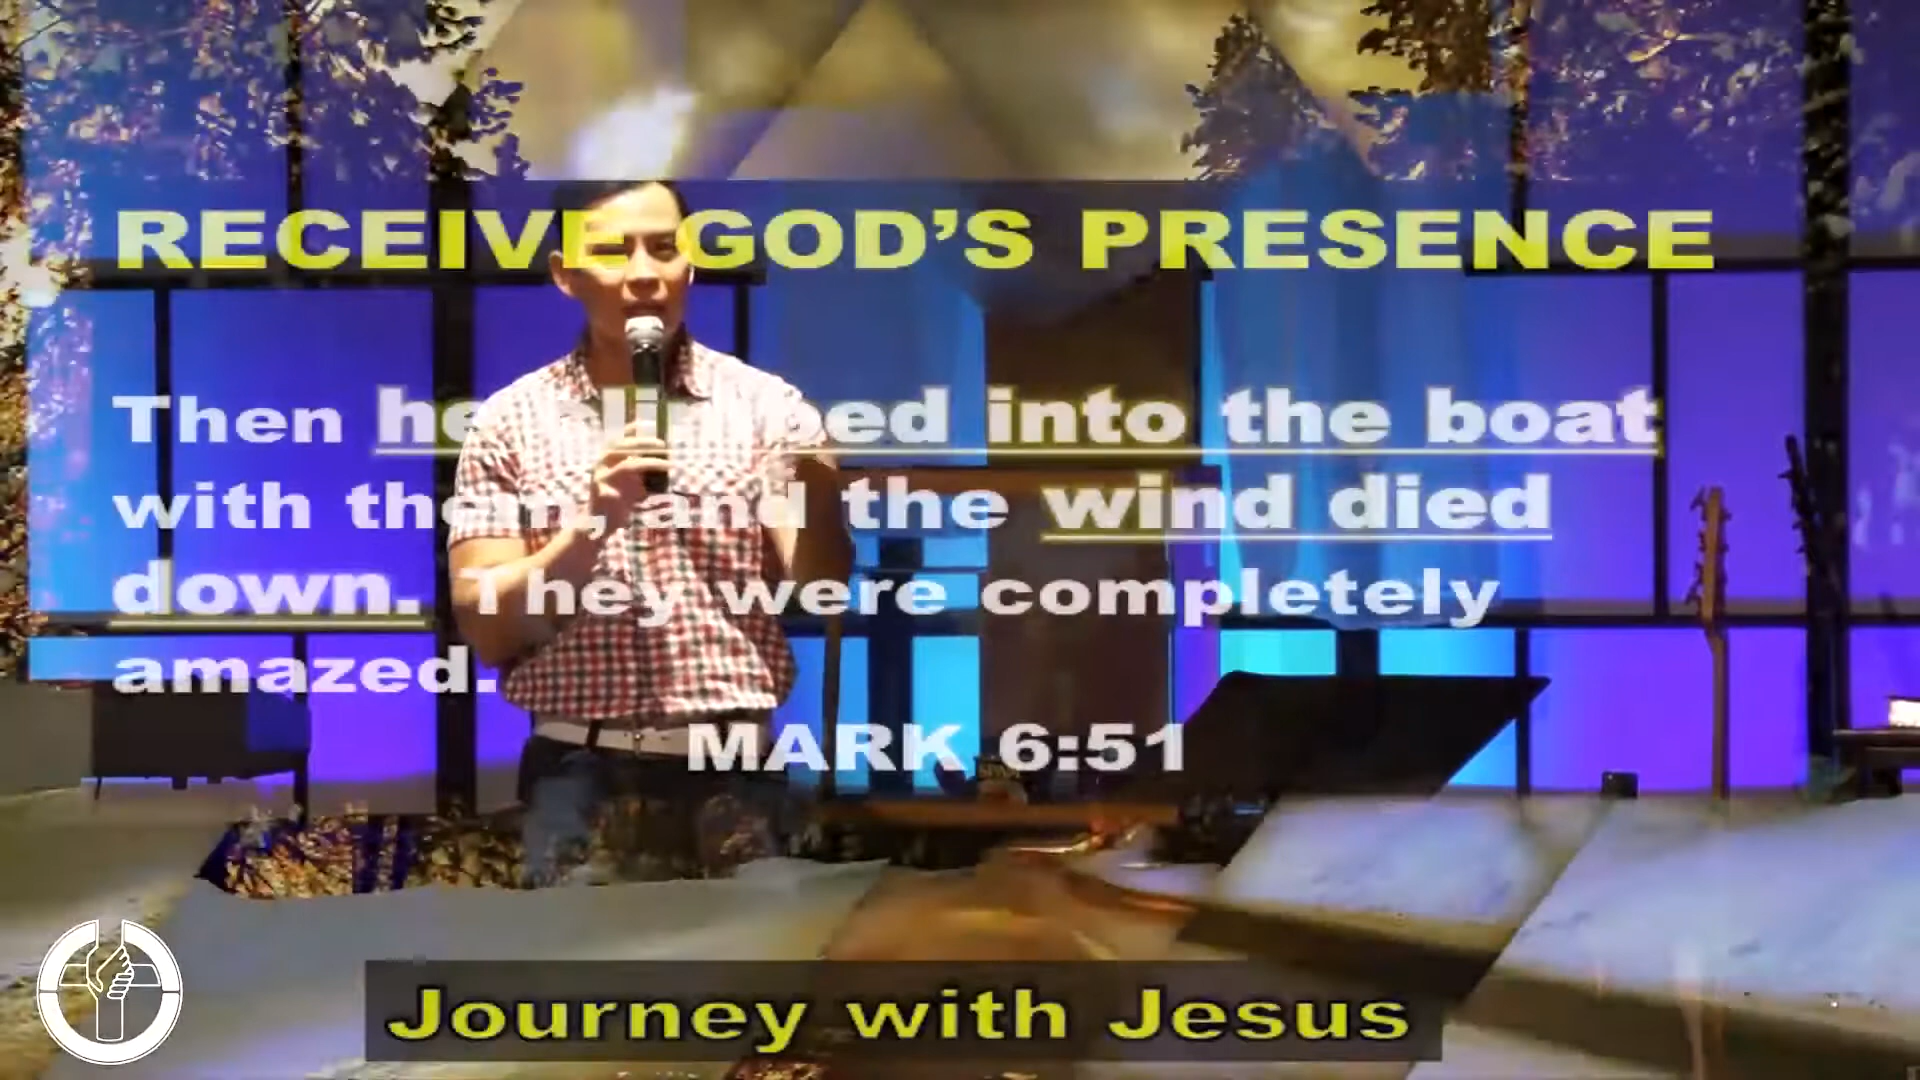 RECEIVE GOD’S PRESENCE
Then he climbed into the boat
with them, and the wind died
down. They were completely
amazed.
MARK 6:51
Journey with Jesus